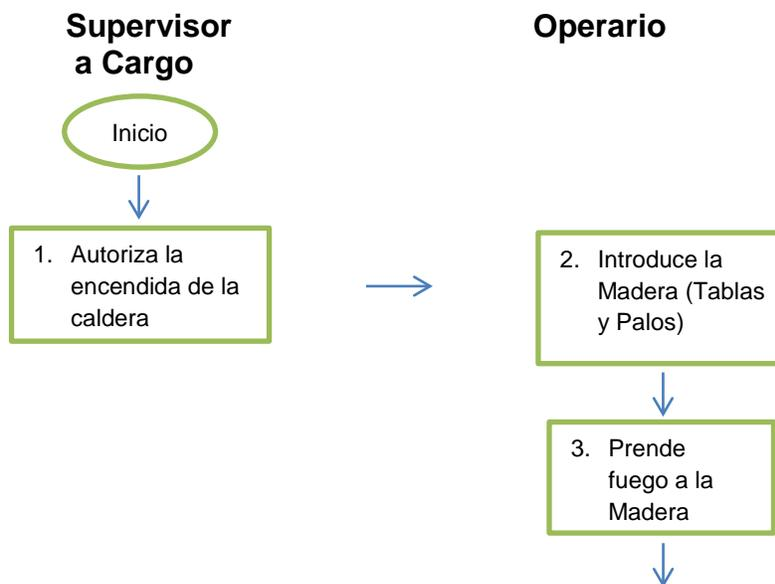 Supervisor
a Cargo
Operario
Inicio
1. Autoriza la
encendida de la
caldera
2. Introduce la
Madera (Tablas
y Palos)
3. Prende
fuego a la
Madera